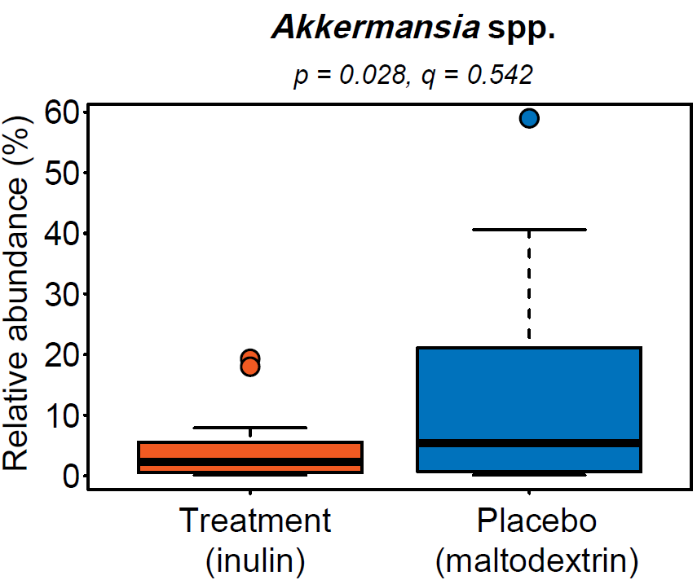 Akkermansia spp.
p = 0.028, q = 0.542
Relative abundance (%)
60
50
40
30
20
10
0
Treatment
(inulin)
Placebo
(maltodextrin)